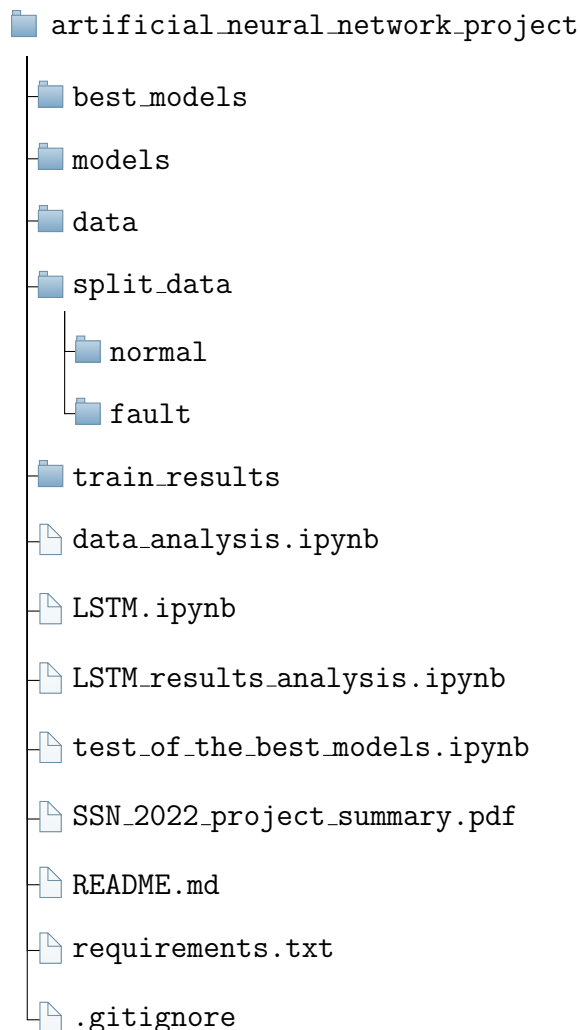 artificial_neural_network_project
best_models
models
data
split_data
normal
fault
train_results
data_analysis.ipynb
LSTM.ipynb
LSTM_results_analysis.ipynb
test_of_the_best_models.ipynb
SSN_2022_project_summary.pdf
README.md
requirements.txt
.gitignore